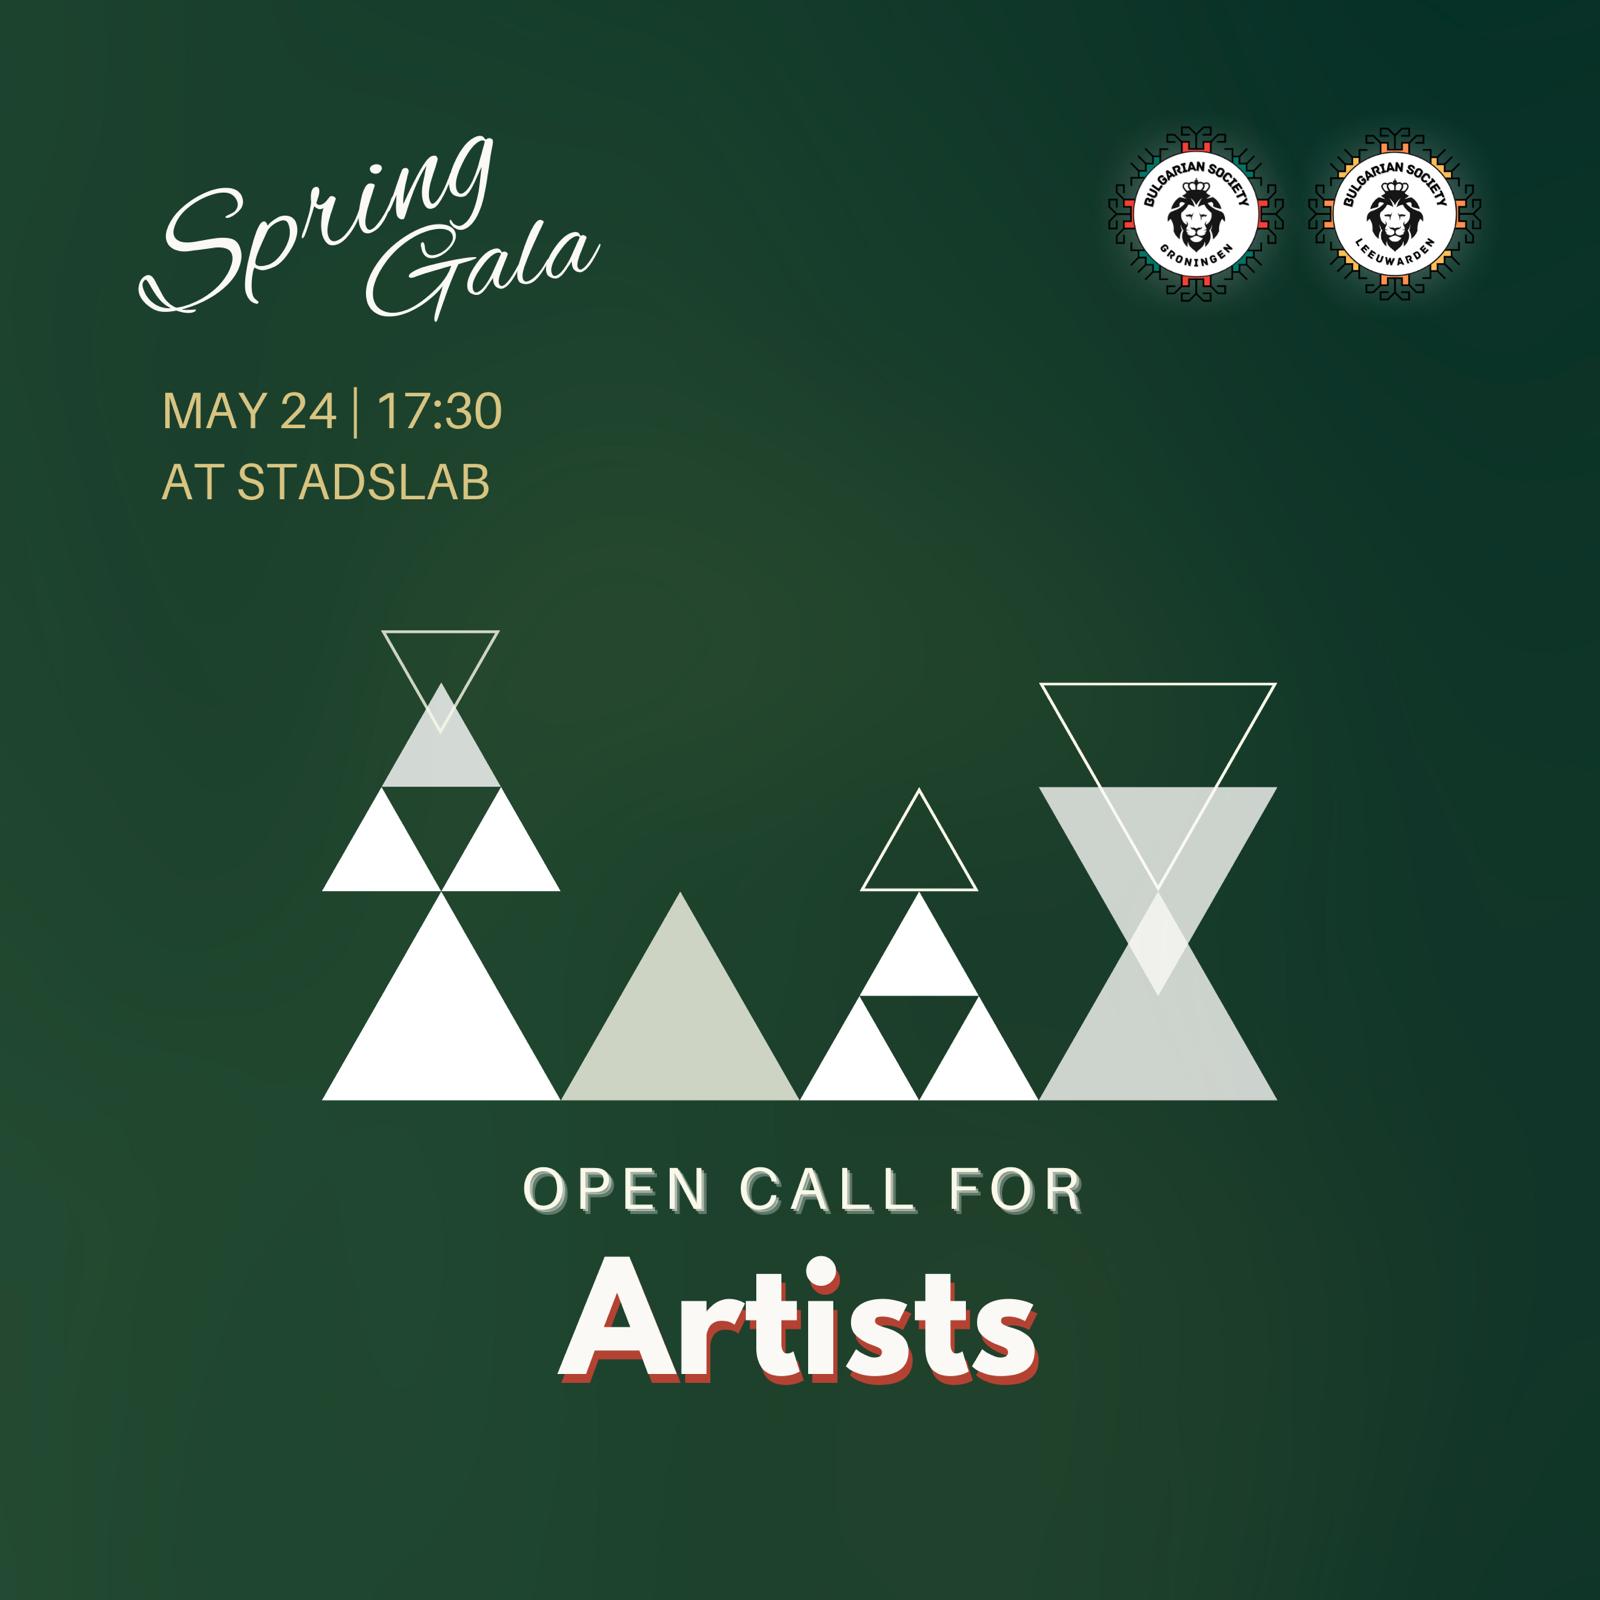 Spring
Gala
BULGARIAN SOCIETY
GRONINGEN
BULGARIAN SOCIETY
LEEUWARDEN
MAY 24 | 17:30
AT STADSLAB
OPEN CALL FOR
Artists